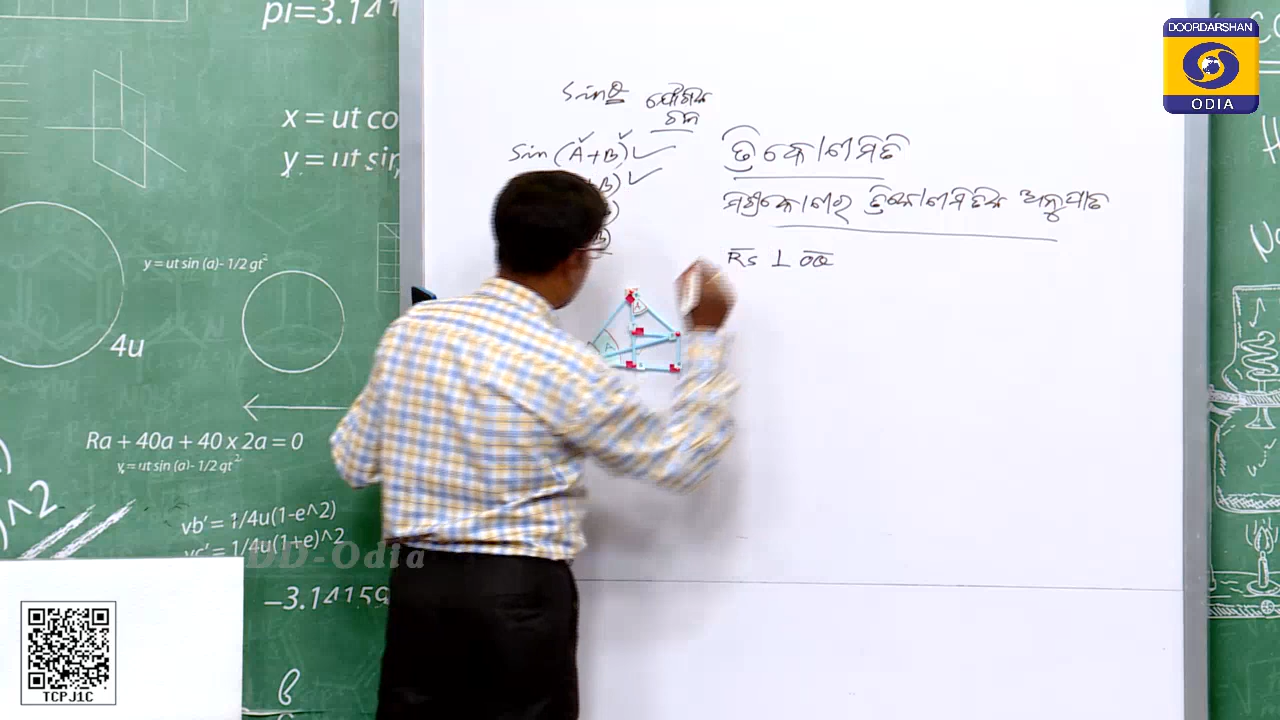 pi=3.141
x = ut co
y = ut sin
y = ut sin (a)- 1/2 gt²
4u
Ra + 40a + 40 x 2a = 0
y = ut sin (a)- 1/2 gt²
^2
vb' = 1/4u(1-e^2)
vc' = 1/4u(1+e)^2
−3.14159
Sin
ଯୌଗିକ
Sin (A+B)
A
ତ୍ରିକୋଣମିତି
ମିଶ୍ରକୋଣର ତ୍ରିକୋଣମିତିକ ଅନୁପାତ
RS ⊥ OQ
DOORDARSHAN
ODIA
DD-Odia
TCPJ1C